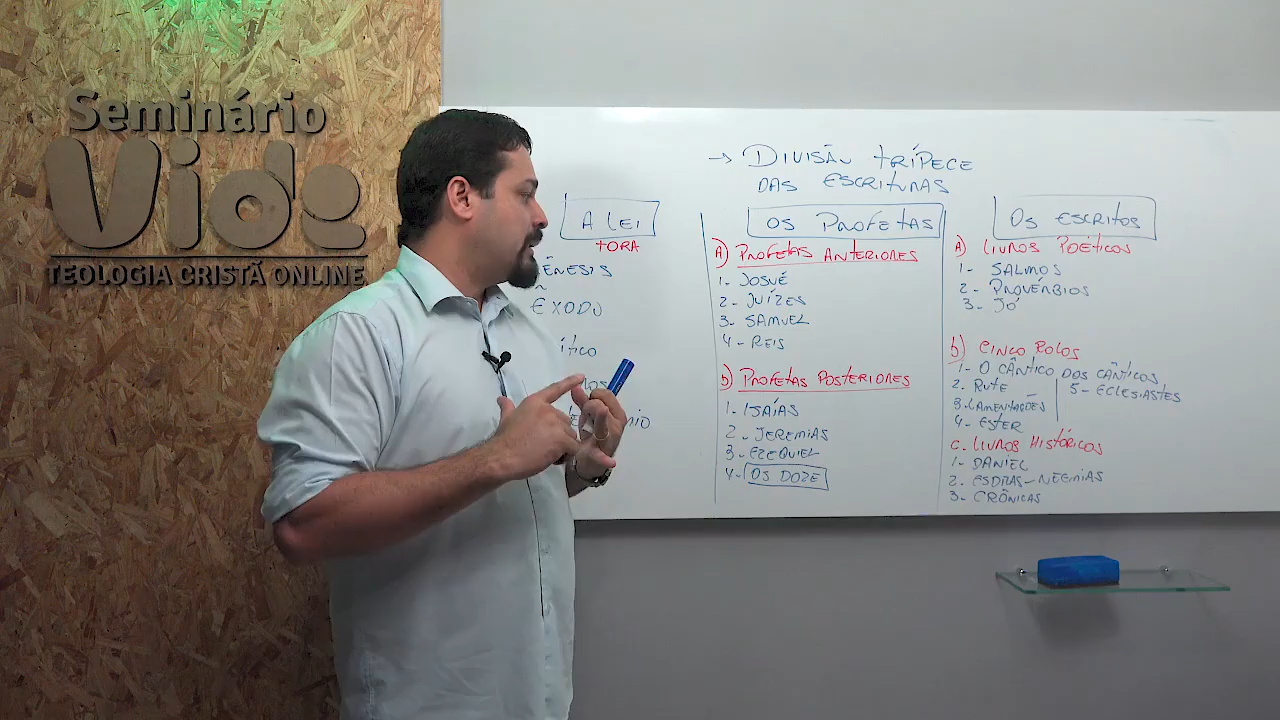 Seminário
Vide
TEOLOGIA CRISTÃ ONLINE
→ DIVISÃO TRÍPECE
DAS ESCRITURAS
A LEI
TORA
ÊNESIS
ÊXODO
ítico
OS PROFETAS
A) PROFETAS ANTERIORES
1- JOSUÉ
2- JUÍZES
3- SAMUEL
4- REIS
b) PROFETAS POSTERIORES
1- ISAÍAS
2- JEREMIAS
3- EZEQUIEL
4- OS DOZE
OS ESCRITOS
A) LIVROS POÉTICOS
1- SALMOS
2- PROVÉRBIOS
3- JÓ
b) CINCO ROLOS
1- O CÂNTICO DOS CÂNTICOS
2. RUTE
3. LAMENTAÇÕES
4- ESTER
5- ECLESIASTES
C. LIVROS HISTÓRICOS
1- DANIEL
2. ESDRAS-NEEMIAS
3- CRÔNICAS